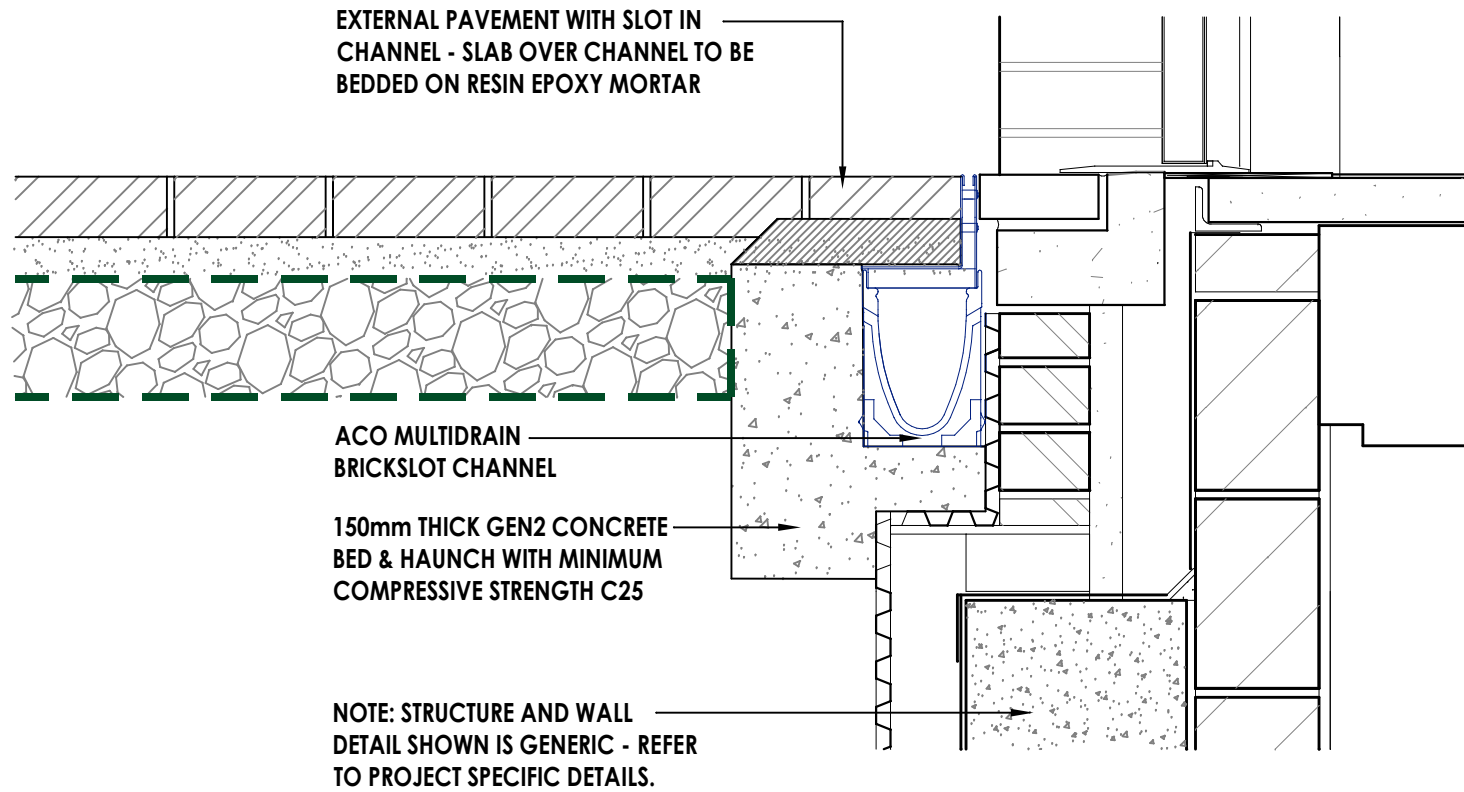 EXTERNAL PAVEMENT WITH SLOT IN
CHANNEL - SLAB OVER CHANNEL TO BE
BEDDED ON RESIN EPOXY MORTAR
ACO MULTIDRAIN
BRICKSLOT CHANNEL
150mm THICK GEN2 CONCRETE
BED & HAUNCH WITH MINIMUM
COMPRESSIVE STRENGTH C25
NOTE: STRUCTURE AND WALL
DETAIL SHOWN IS GENERIC - REFER
TO PROJECT SPECIFIC DETAILS.